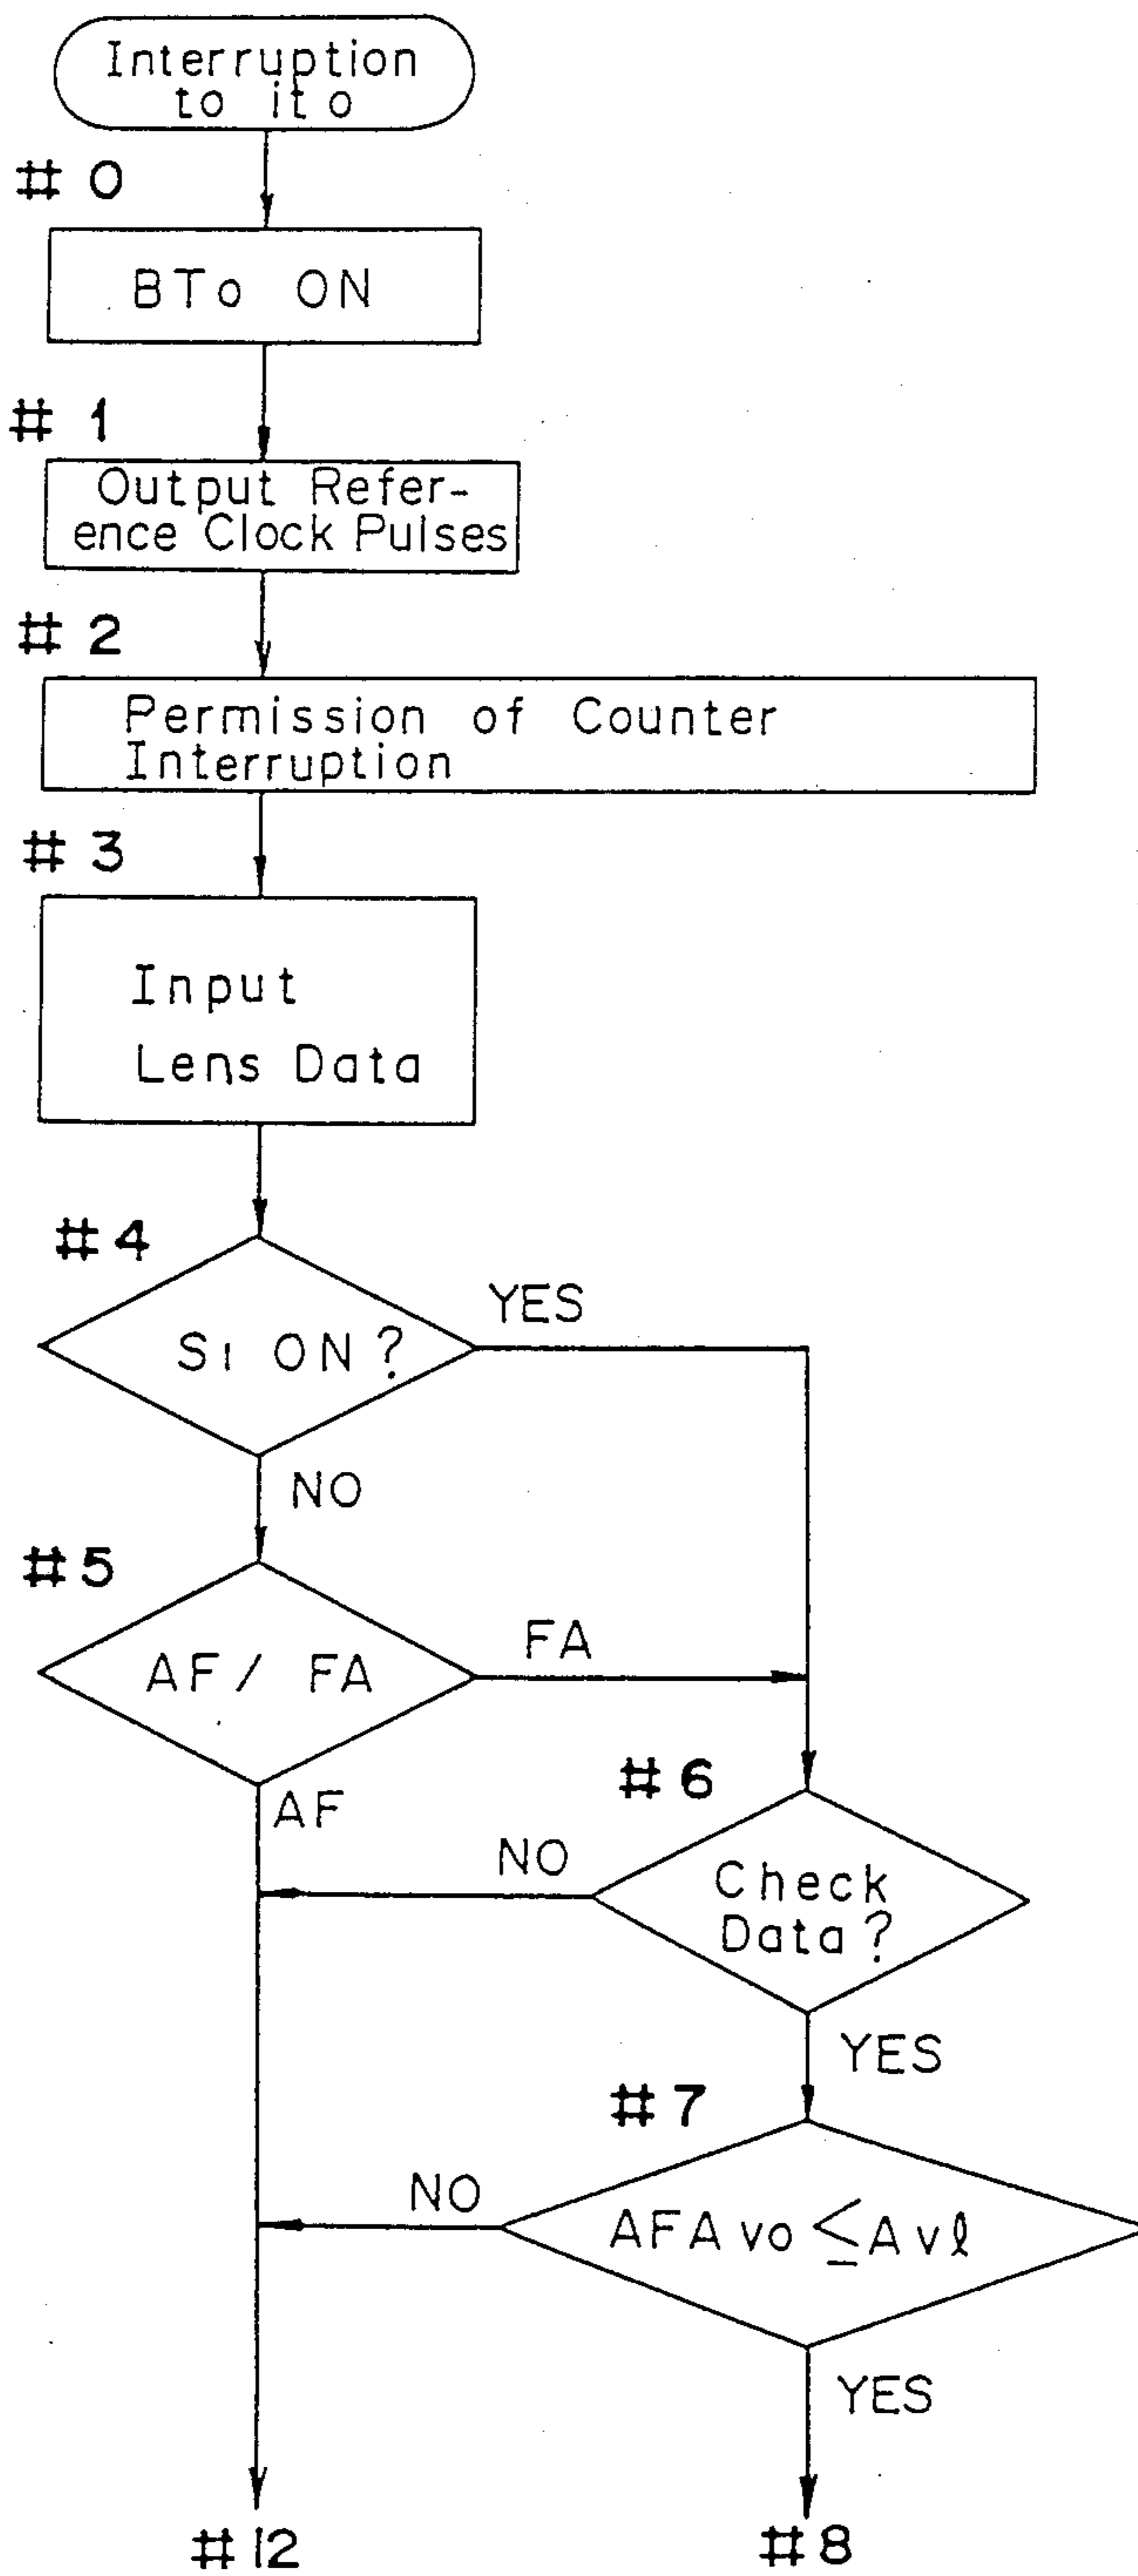 Interruption
to ito
# 0
BTo ON
# 1
Output Refer-
ence Clock Pulses
# 2
Permission of Counter
Interruption
# 3
Input
Lens Data
#4
YES
S1 ON?
NO
#5
AF / FA
FA
AF
#6
NO
Check
Data?
YES
#7
NO
AFAvo ≤ Avℓ
YES
#12
#8